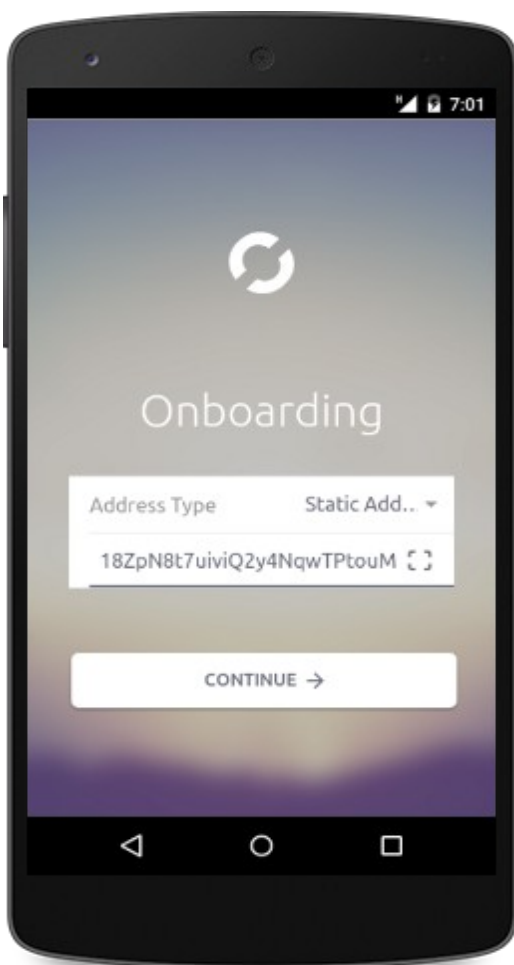 H 7:01
Onboarding
Address Type Static Add...
18ZpN8t7uiviQ2y4NqwTPtouM
CONTINUE →